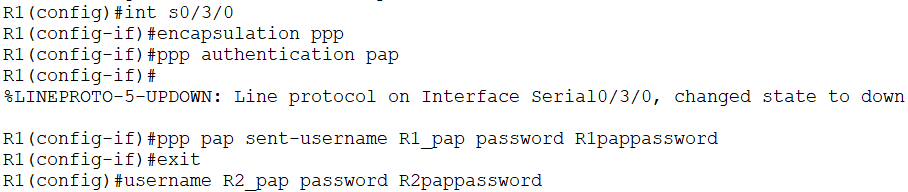 R1(config)#int s0/3/0
R1(config-if)#encapsulation ppp
R1(config-if)#ppp authentication pap
R1(config-if)#
%LINEPROTO-5-UPDOWN: Line protocol on Interface Serial0/3/0, changed state to down
R1(config-if)#ppp pap sent-username R1_pap password R1pappassword
R1(config-if)#exit
R1(config)#username R2_pap password R2pappassword